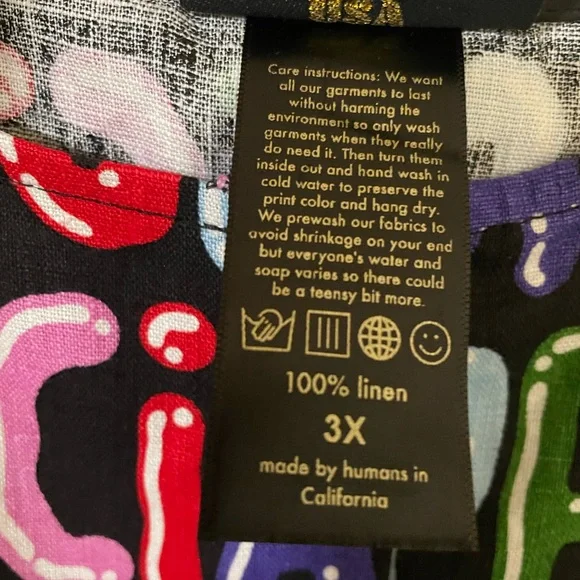 USA
Care instructions: We want
all our garments to last
without harming the
environment so only wash
garments when they really
do need it. Then turn them
inside out and hand wash in
cold water to preserve the
print color and hang dry.
We prewash our fabrics to
avoid shrinkage on your end
but everyone's water and
soap varies so there could
be a teensy bit more.
100% linen
3X
made by humans in
California